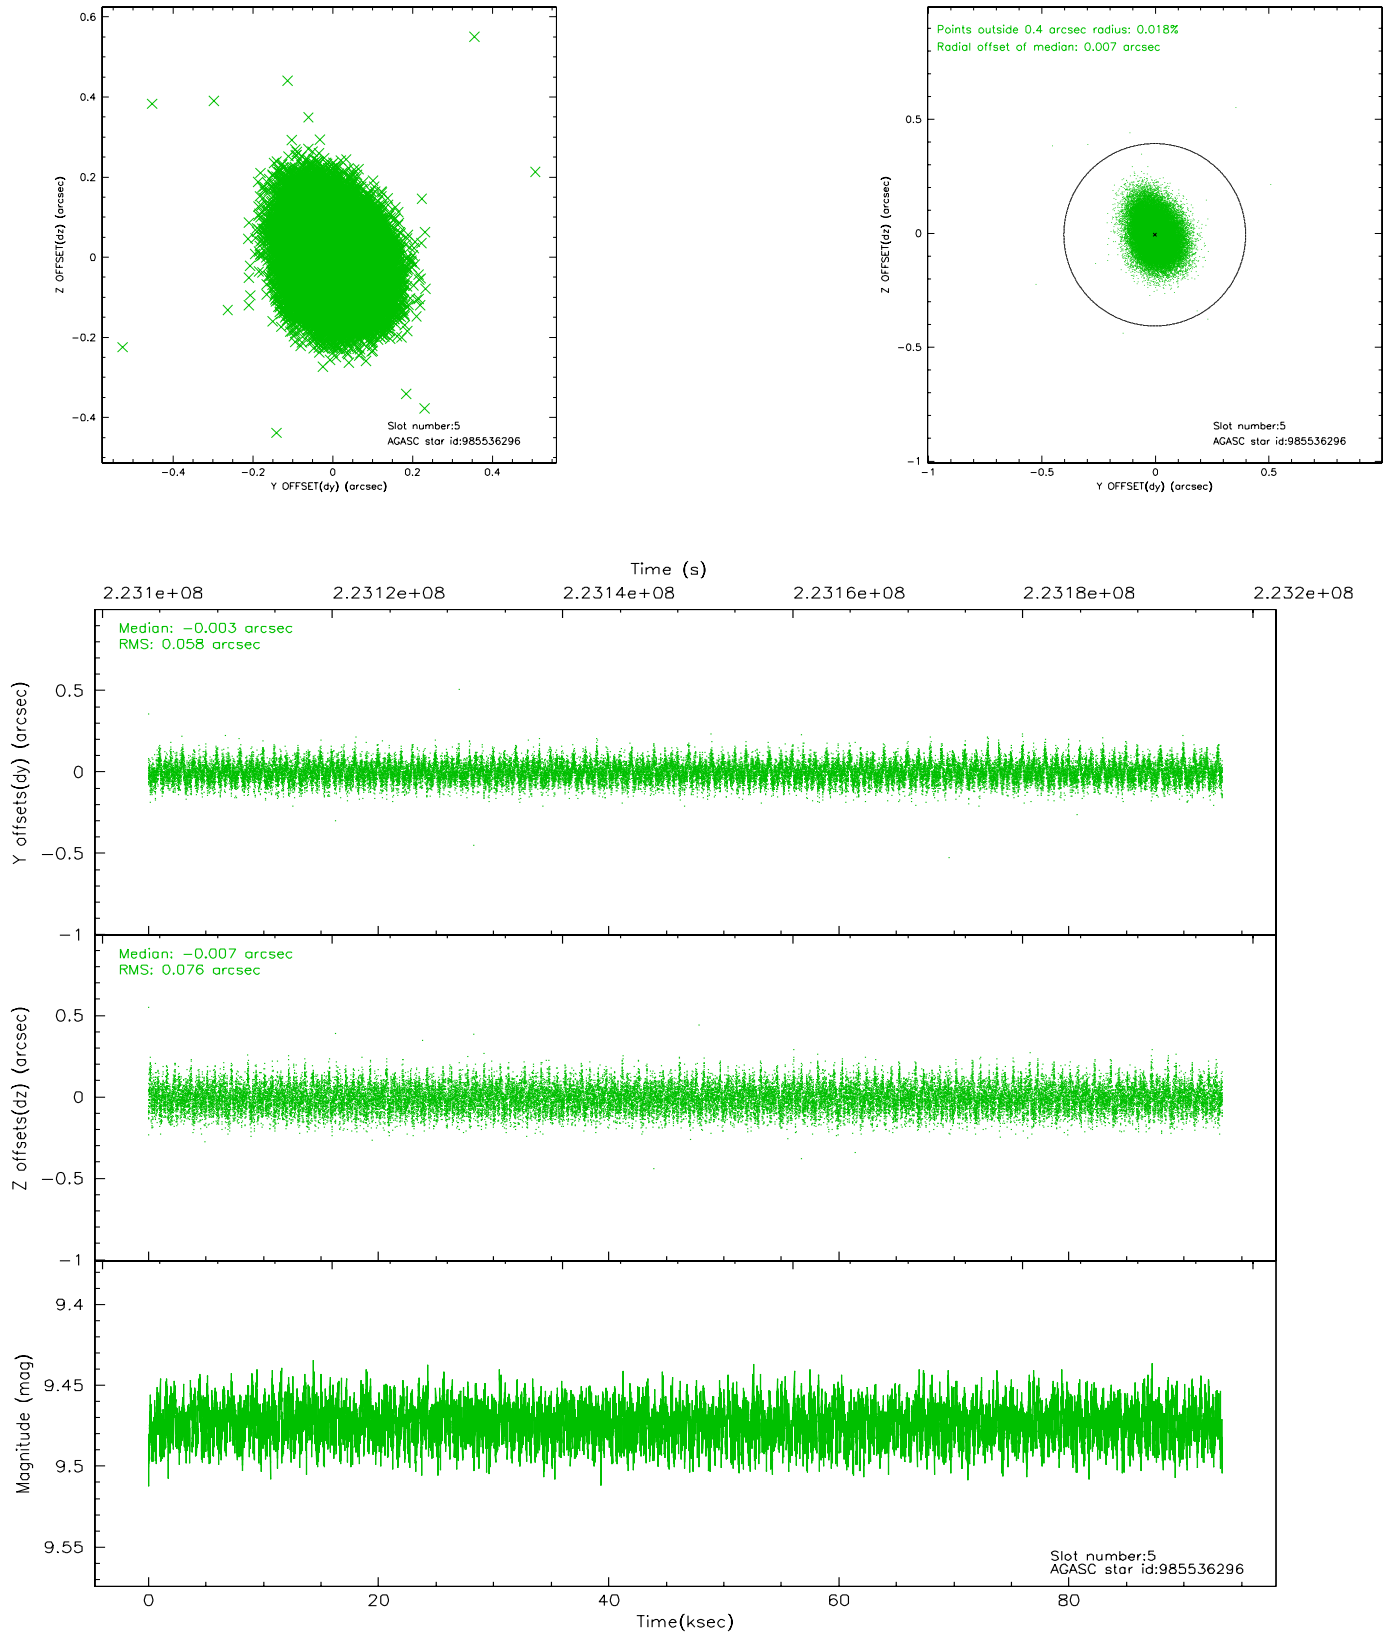 0.6
0.4
0.2
0
−0.2
−0.4
−0.4 −0.2 0 0.2 0.4
Z OFFSET(dz) (arcsec)
Y OFFSET(dy) (arcsec)
Slot number:5
AGASC star id:985536296
Points outside 0.4 arcsec radius: 0.018%
Radial offset of median: 0.007 arcsec
0.5
0
−0.5
−1
−1 −0.5 0 0.5
Z OFFSET(dz) (arcsec)
Y OFFSET(dy) (arcsec)
Slot number:5
AGASC star id:985536296
Time (s)
2.231e+08 2.2312e+08 2.2314e+08 2.2316e+08 2.2318e+08 2.232e+08
Median: −0.003 arcsec
RMS: 0.058 arcsec
0.5
0
−0.5
−1
Y offsets(dy) (arcsec)
Median: −0.007 arcsec
RMS: 0.076 arcsec
0.5
0
−0.5
−1
Z offsets(dz) (arcsec)
9.4
9.45
9.5
9.55
Magnitude (mag)
Slot number:5
AGASC star id:985536296
0 20 40 60 80
Time(ksec)